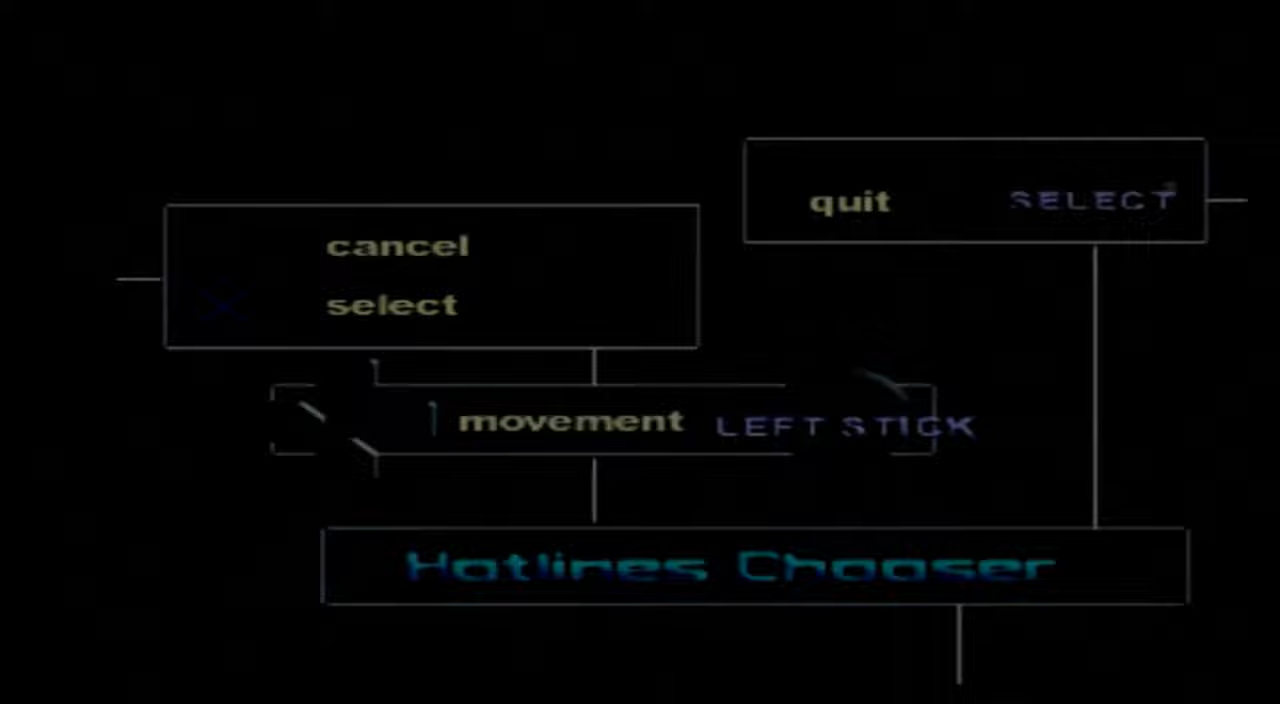 quit SELECT
cancel
select
movement LEFT STICK
Hotlines Chooser